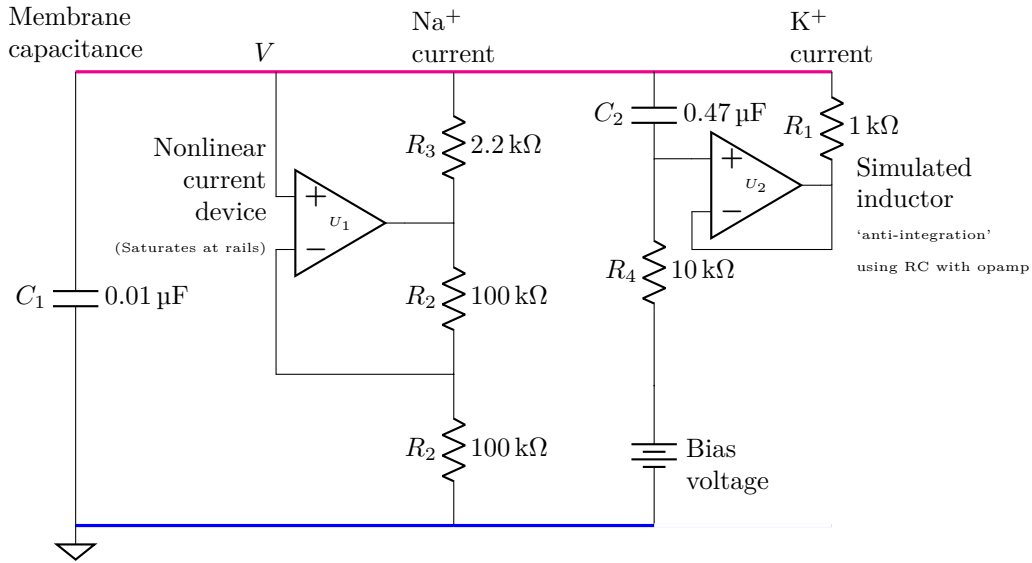 Membrane
capacitance
V
Na⁺
current
K⁺
current
C₂ 0.47 µF
R₁ 1 kΩ
R₃ 2.2 kΩ
Nonlinear
current
device
(Saturates at rails)
+
U₁
−
+
U₂
−
Simulated
inductor
‘anti-integration’
using RC with opamp
R₄ 10 kΩ
C₁ 0.01 µF
R₂ 100 kΩ
R₂ 100 kΩ
Bias
voltage